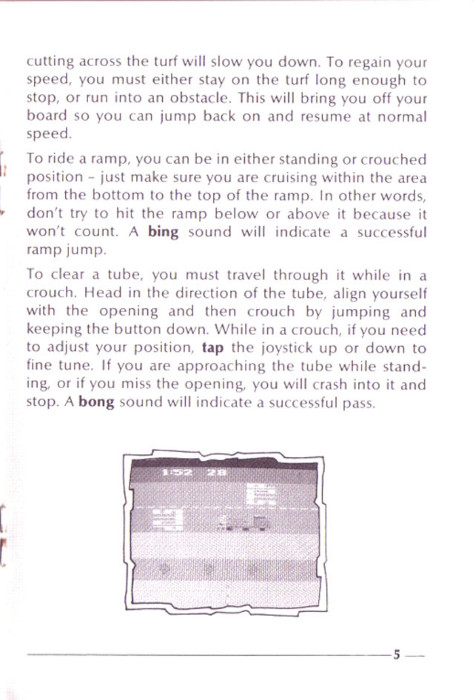 cutting across the turf will slow you down. To regain your
speed, you must either stay on the turf long enough to
stop, or run into an obstacle. This will bring you off your
board so you can jump back on and resume at normal
speed.
To ride a ramp, you can be in either standing or crouched
position – just make sure you are cruising within the area
from the bottom to the top of the ramp. In other words,
don't try to hit the ramp below or above it because it
won't count. A bing sound will indicate a successful
ramp jump.
To clear a tube, you must travel through it while in a
crouch. Head in the direction of the tube, align yourself
with the opening and then crouch by jumping and
keeping the button down. While in a crouch, if you need
to adjust your position, tap the joystick up or down to
fine tune. If you are approaching the tube while stand-
ing, or if you miss the opening, you will crash into it and
stop. A bong sound will indicate a successful pass.
1:52 28
5